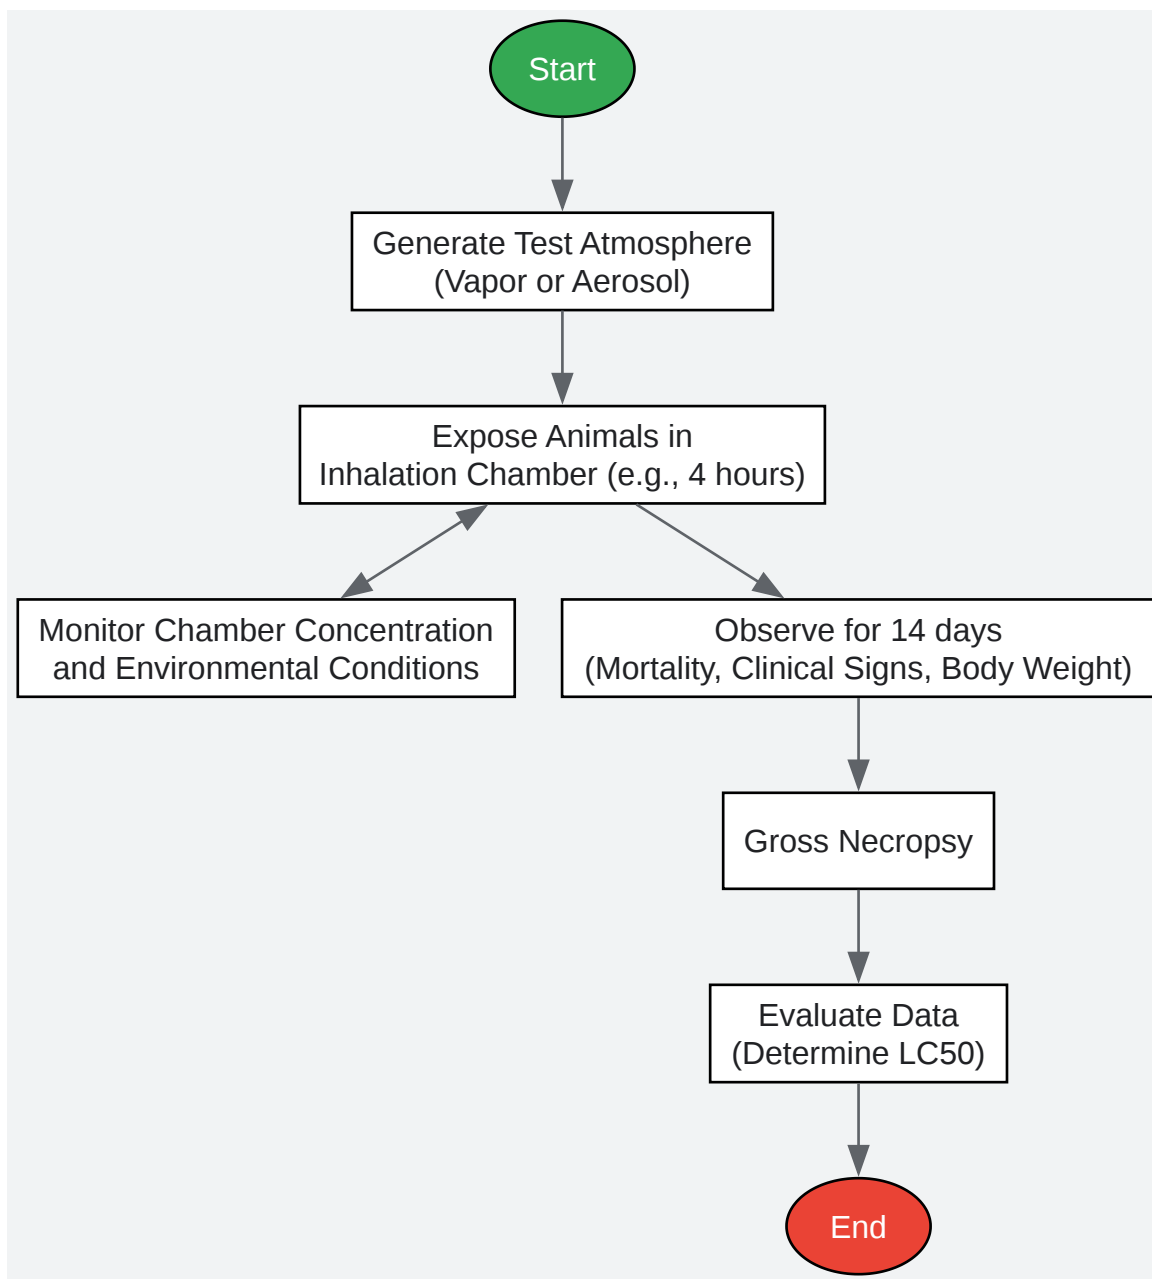 Start
Generate Test Atmosphere
(Vapor or Aerosol)
Expose Animals in
Inhalation Chamber (e.g., 4 hours)
Monitor Chamber Concentration
and Environmental Conditions
Observe for 14 days
(Mortality, Clinical Signs, Body Weight)
Gross Necropsy
Evaluate Data
(Determine LC50)
End